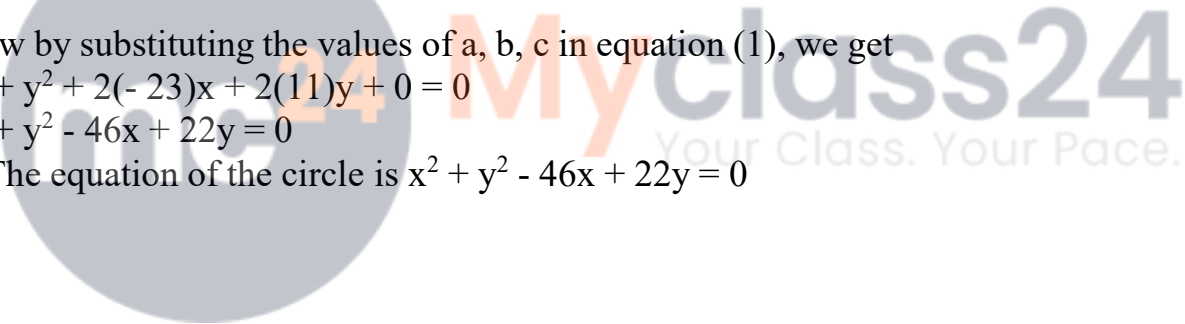 w by substituting the values of a, b, c in equation (1), we get
+ y² + 2(- 23)x + 2(11)y + 0 = 0
+ y² - 46x + 22y = 0
he equation of the circle is x² + y² - 46x + 22y = 0
mc24 Myclass24
Your Class. Your Pace.